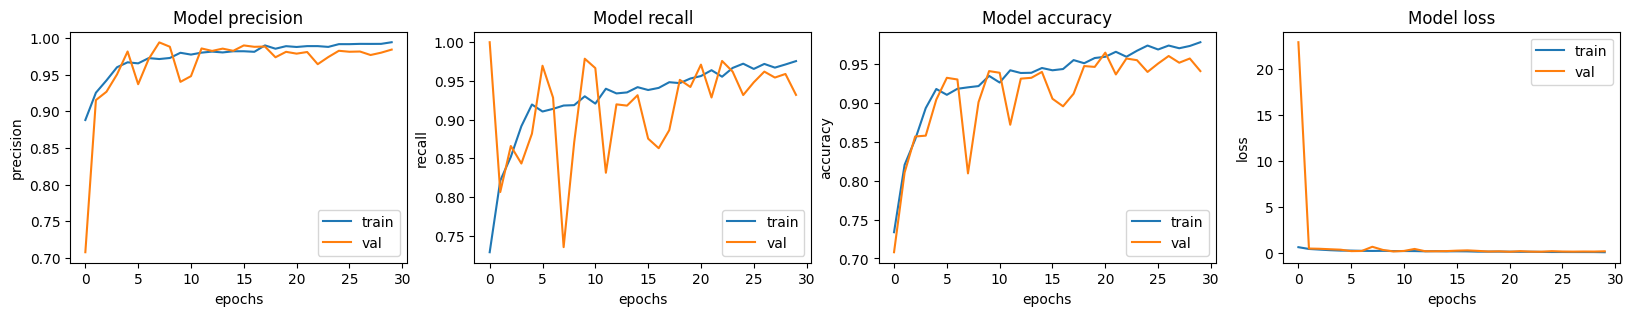 Model precision
precision
1.00
0.95
0.90
0.85
0.80
0.75
0.70
0 5 10 15 20 25 30
epochs
train
val
Model recall
recall
1.00
0.95
0.90
0.85
0.80
0.75
0 5 10 15 20 25 30
epochs
train
val
Model accuracy
accuracy
0.95
0.90
0.85
0.80
0.75
0.70
0 5 10 15 20 25 30
epochs
train
val
Model loss
loss
20
15
10
5
0
0 5 10 15 20 25 30
epochs
train
val